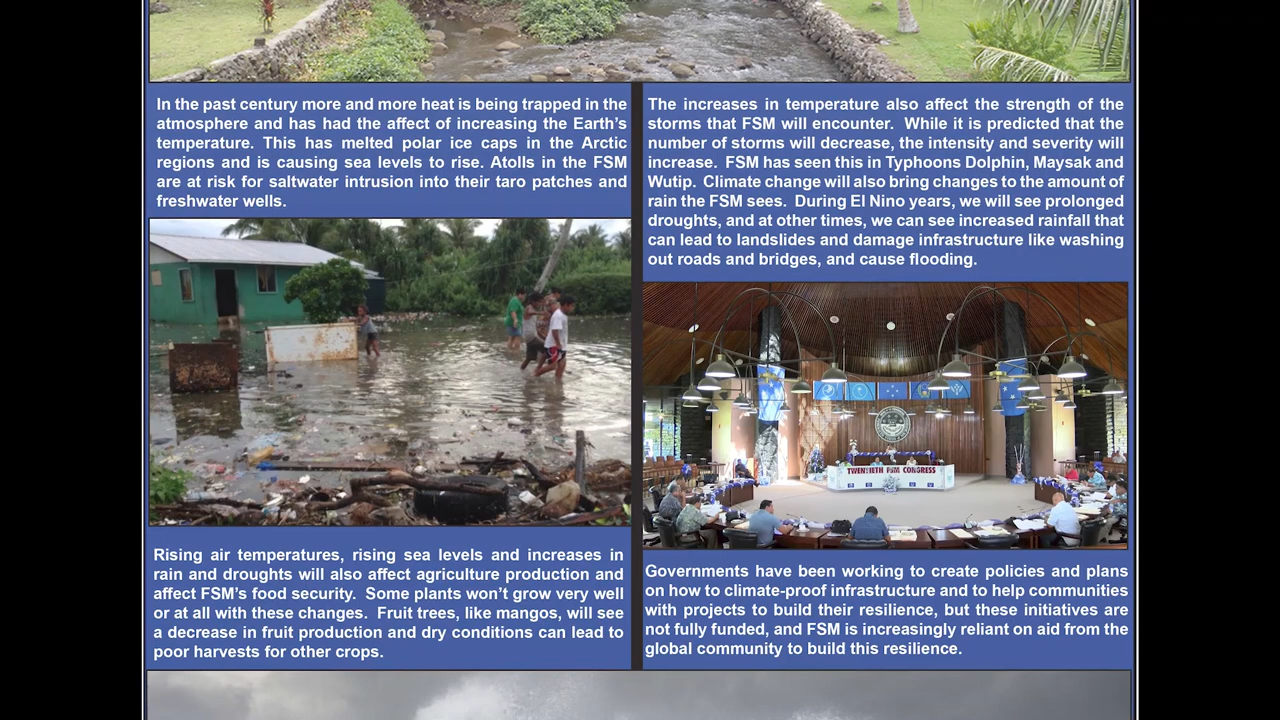 In the past century more and more heat is being trapped in the
atmosphere and has had the affect of increasing the Earth's
temperature. This has melted polar ice caps in the Arctic
regions and is causing sea levels to rise. Atolls in the FSM
are at risk for saltwater intrusion into their taro patches and
freshwater wells.
Rising air temperatures, rising sea levels and increases in
rain and droughts will also affect agriculture production and
affect FSM's food security. Some plants won't grow very well
or at all with these changes. Fruit trees, like mangos, will see
a decrease in fruit production and dry conditions can lead to
poor harvests for other crops.
The increases in temperature also affect the strength of the
storms that FSM will encounter. While it is predicted that the
number of storms will decrease, the intensity and severity will
increase. FSM has seen this in Typhoons Dolphin, Maysak and
Wutip. Climate change will also bring changes to the amount of
rain the FSM sees. During El Nino years, we will see prolonged
droughts, and at other times, we can see increased rainfall that
can lead to landslides and damage infrastructure like washing
out roads and bridges, and cause flooding.
TWENTIETH FSM CONGRESS
Governments have been working to create policies and plans
on how to climate-proof infrastructure and to help communities
with projects to build their resilience, but these initiatives are
not fully funded, and FSM is increasingly reliant on aid from the
global community to build this resilience.